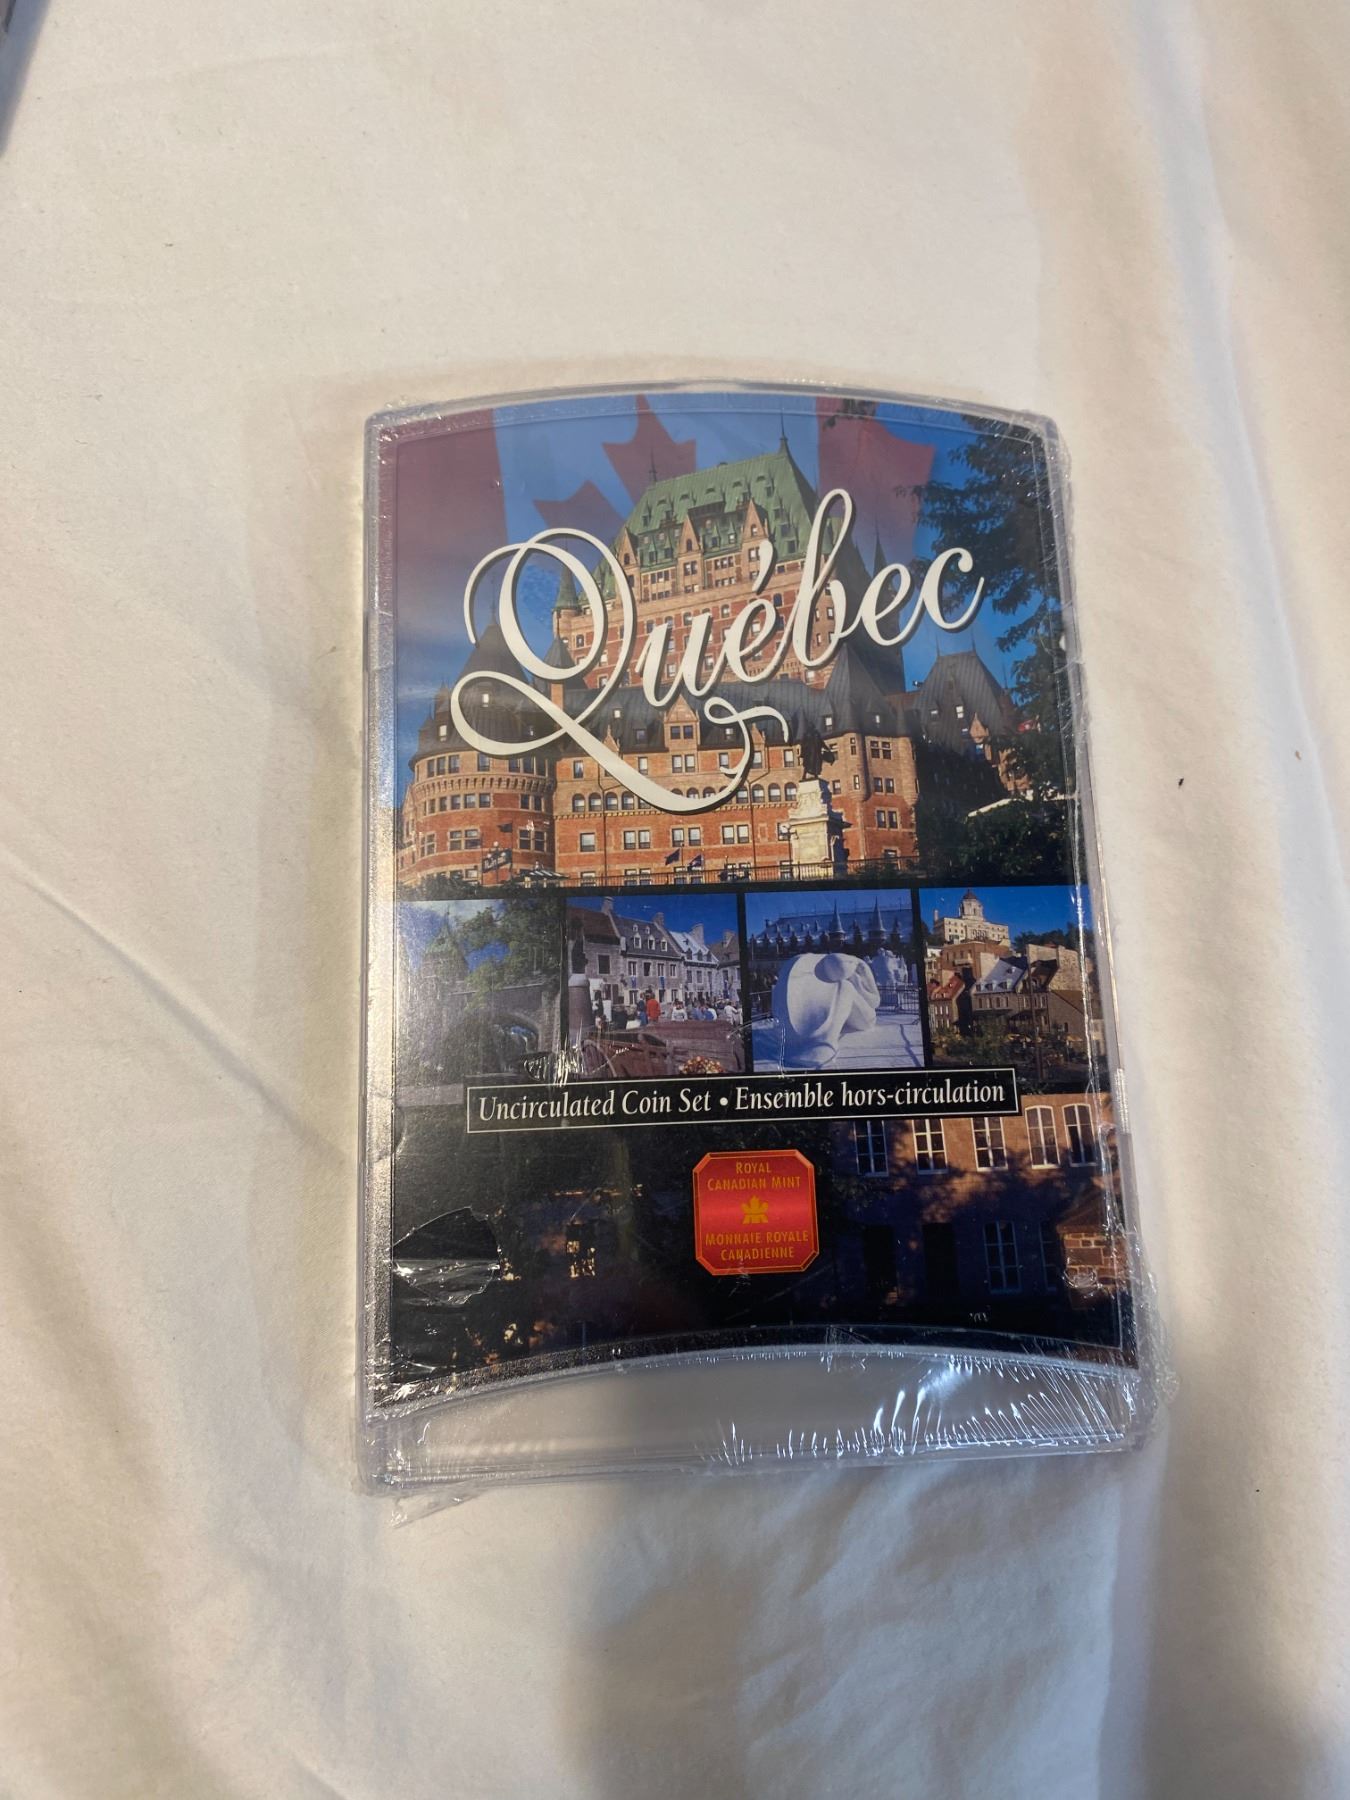 Québec
Uncirculated Coin Set • Ensemble hors-circulation
ROYAL
CANADIAN MINT
MONNAIE ROYALE
CANADIENNE